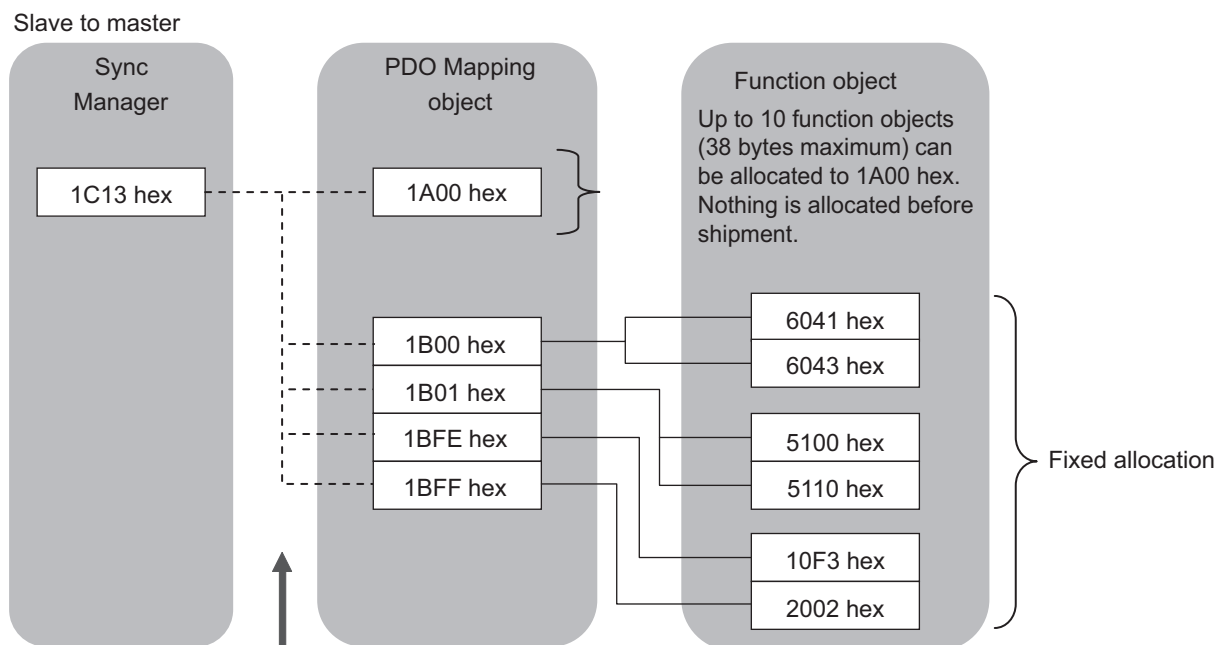 Slave to master
Sync
Manager
1C13 hex
PDO Mapping
object
1A00 hex
1B00 hex
1B01 hex
1BFE hex
1BFF hex
Function object
Up to 10 function objects
(38 bytes maximum) can
be allocated to 1A00 hex.
Nothing is allocated before
shipment.
6041 hex
6043 hex
5100 hex
5110 hex
10F3 hex
2002 hex
Fixed allocation